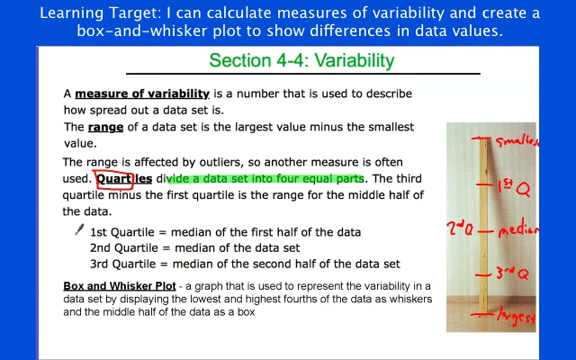 Learning Target: I can calculate measures of variability and create a
box-and-whisker plot to show differences in data values.
Section 4-4: Variability
A measure of variability is a number that is used to describe
how spread out a data set is.
The range of a data set is the largest value minus the smallest
value.
The range is affected by outliers, so another measure is often
used. Quartiles divide a data set into four equal parts. The third
quartile minus the first quartile is the range for the middle half of
the data.
1st Quartile = median of the first half of the data
2nd Quartile = median of the data set
3rd Quartile = median of the second half of the data set
Box and Whisker Plot - a graph that is used to represent the variability in a
data set by displaying the lowest and highest fourths of the data as whiskers
and the middle half of the data as a box
smallest
1st Q
2nd Q median
3rd Q
largest